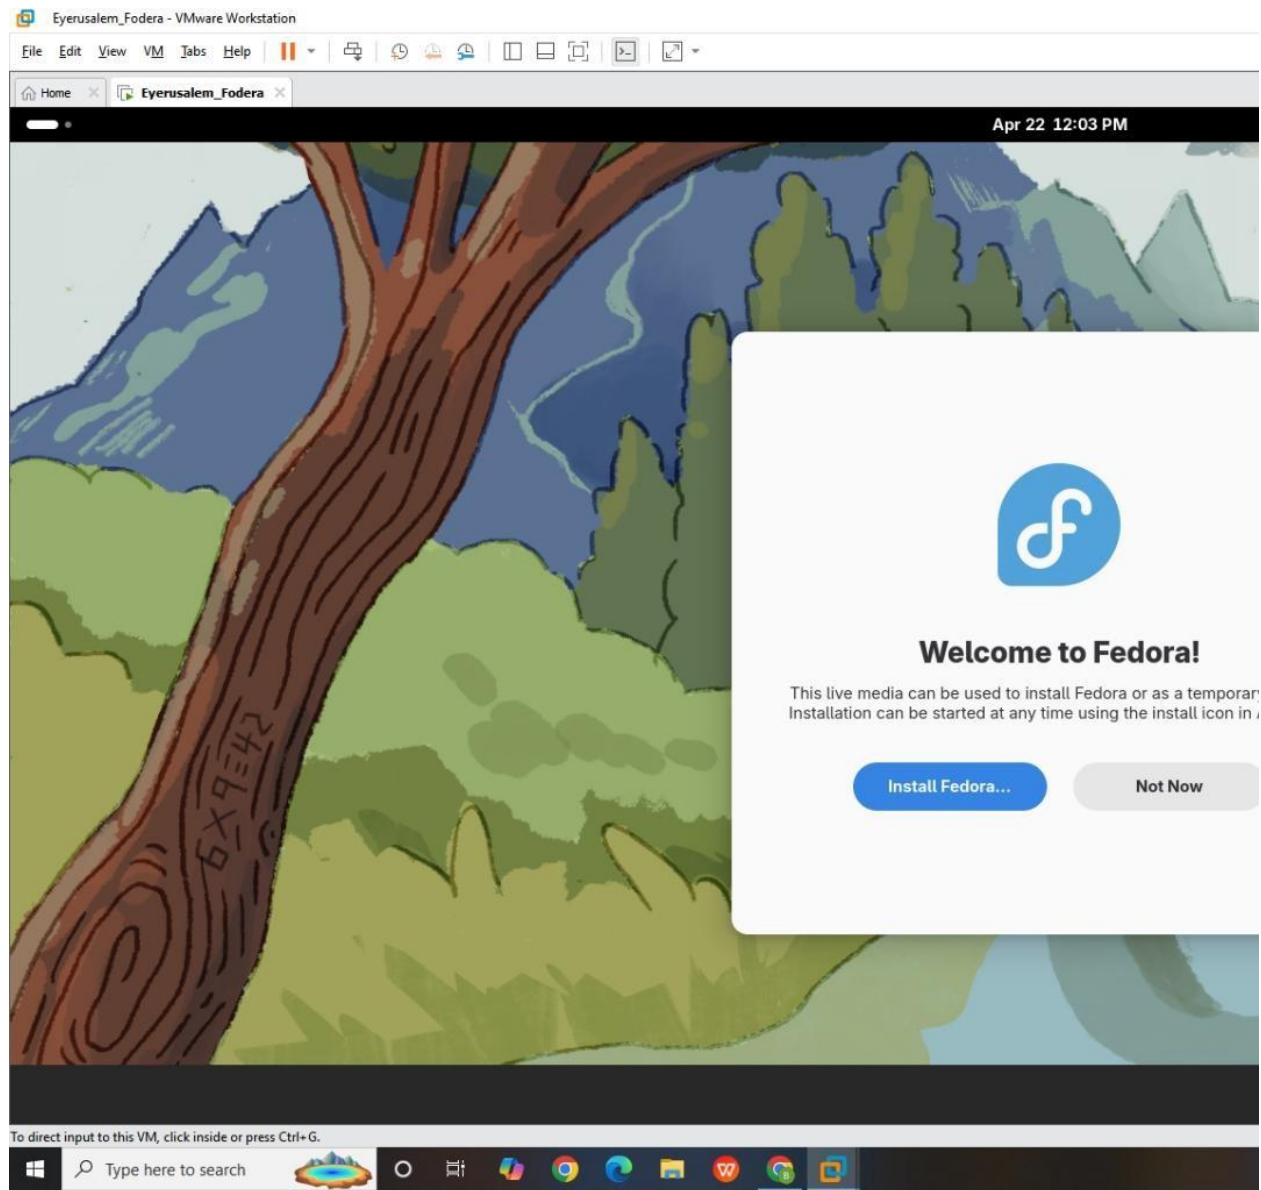 Eyerusalem_Fodera - VMware Workstation
File Edit View VM Tabs Help
Home Eyerusalem_Fodera
Apr 22 12:03 PM
Welcome to Fedora!
This live media can be used to install Fedora or as a temporary
Installation can be started at any time using the install icon in
Install Fedora... Not Now
6×9=42
To direct input to this VM, click inside or press Ctrl+G.
Type here to search